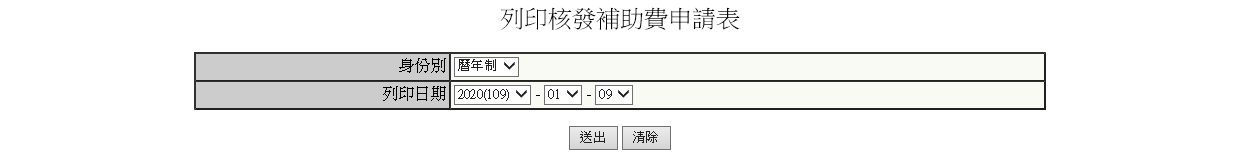 列印核發補助費申請表
身份別 曆年制
列印日期 2020(109) - 01 - 09
送出 清除